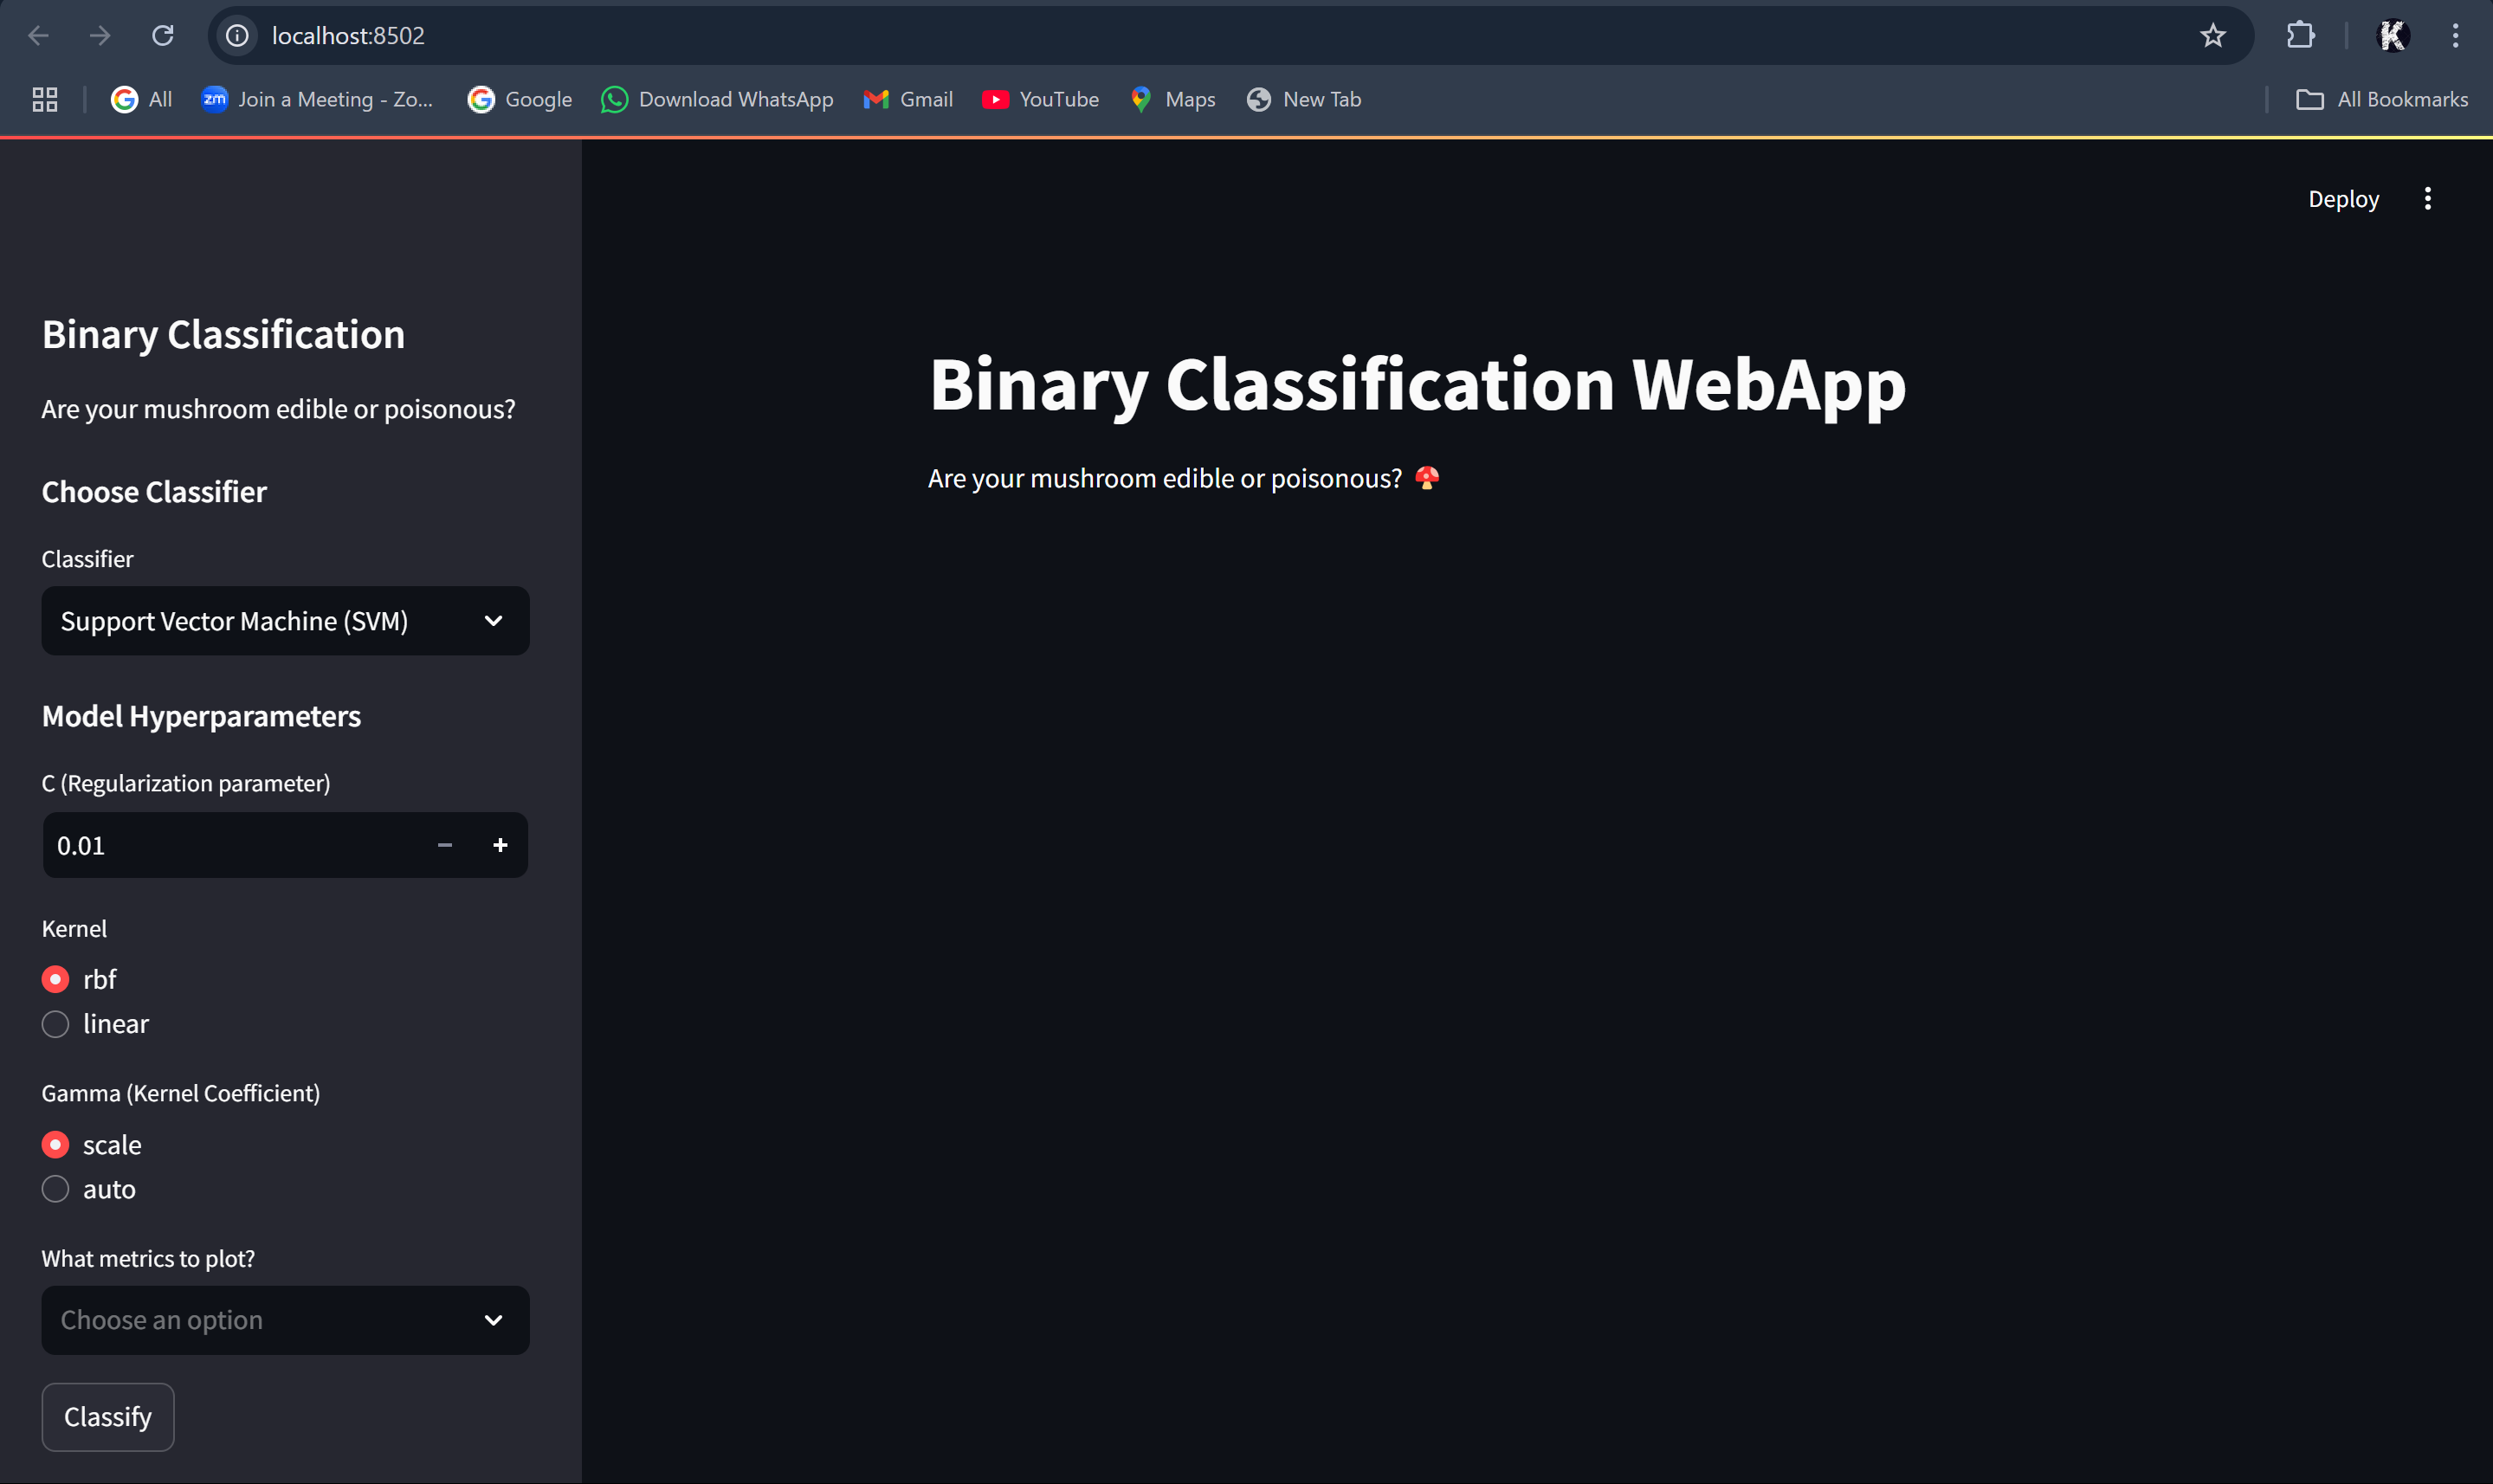 localhost:8502
All
Join a Meeting - Zo...
Google
Download WhatsApp
Gmail
YouTube
Maps
New Tab
All Bookmarks
Deploy
Binary Classification
Are your mushroom edible or poisonous?
Choose Classifier
Classifier
Support Vector Machine (SVM)
Model Hyperparameters
C (Regularization parameter)
0.01
Kernel
rbf
linear
Gamma (Kernel Coefficient)
scale
auto
What metrics to plot?
Choose an option
Classify
Binary Classification WebApp
Are your mushroom edible or poisonous? 🍄